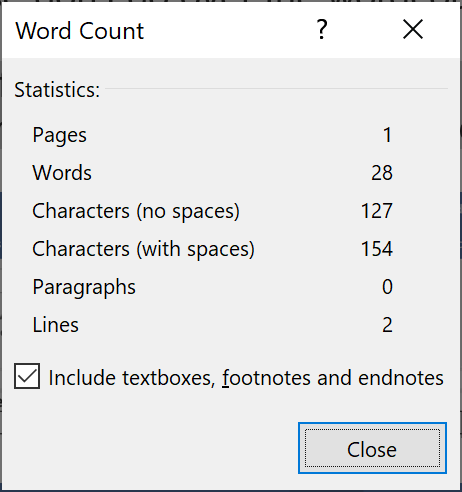 Word Count ? ×
Statistics:
Pages 1
Words 28
Characters (no spaces) 127
Characters (with spaces) 154
Paragraphs 0
Lines 2
Include textboxes, footnotes and endnotes
Close